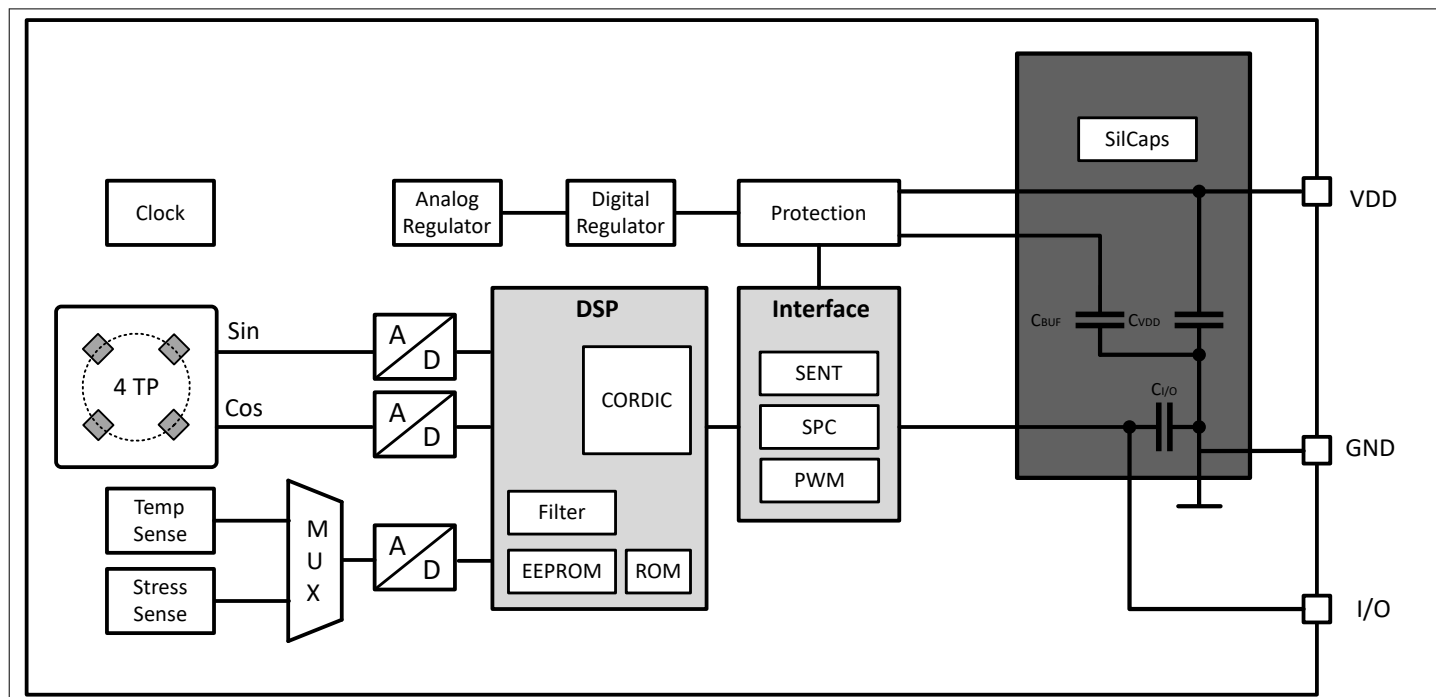 SilCaps
Clock
Analog
Regulator
Digital
Regulator
Protection
VDD
DSP
Interface
CBUF
CVDD
Sin
A
D
4 TP
CORDIC
SENT
CI/O
Cos
A
D
SPC
GND
PWM
Temp
Sense
MUX
Filter
A
D
EEPROM
ROM
Stress
Sense
I/O